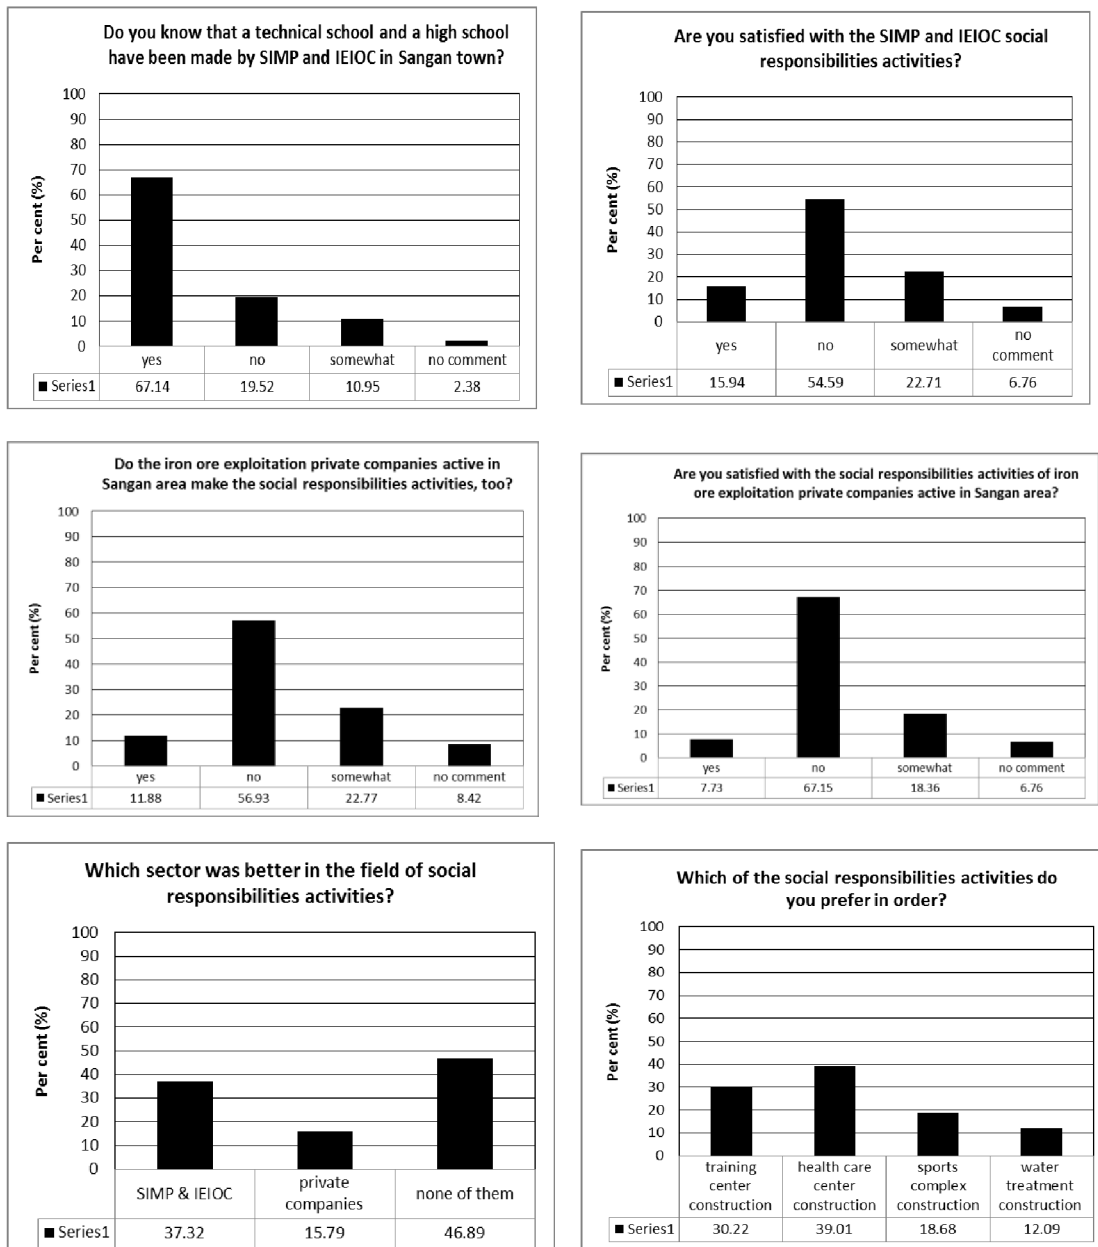 Do you know that a technical school and a high school
have been made by SIMP and IEIOC in Sangan town?
Per cent (%)
100
90
80
70
60
50
40
30
20
10
0
yes no somewhat no comment
■ Series1 67.14 19.52 10.95 2.38
Are you satisfied with the SIMP and IEIOC social
responsibilities activities?
Per cent (%)
100
90
80
70
60
50
40
30
20
10
0
yes no somewhat no
comment
■ Series1 15.94 54.59 22.71 6.76
Do the iron ore exploitation private companies active in
Sangan area make the social responsibilities activities, too?
Per cent (%)
100
90
80
70
60
50
40
30
20
10
0
yes no somewhat no comment
■ Series1 11.88 56.93 22.77 8.42
Are you satisfied with the social responsibilities activities of iron
ore exploitation private companies active in Sangan area?
Per cent (%)
100
90
80
70
60
50
40
30
20
10
0
yes no somewhat no comment
■ Series1 7.73 67.15 18.36 6.76
Which sector was better in the field of social
responsibilities activities?
Per cent (%)
100
90
80
70
60
50
40
30
20
10
0
SIMP & IEIOC private
companies none of them
■ Series1 37.32 15.79 46.89
Which of the social responsibilities activities do
you prefer in order?
Per cent (%)
100
90
80
70
60
50
40
30
20
10
0
training health care sports water
center center complex treatment
construction construction construction construction
■ Series1 30.22 39.01 18.68 12.09